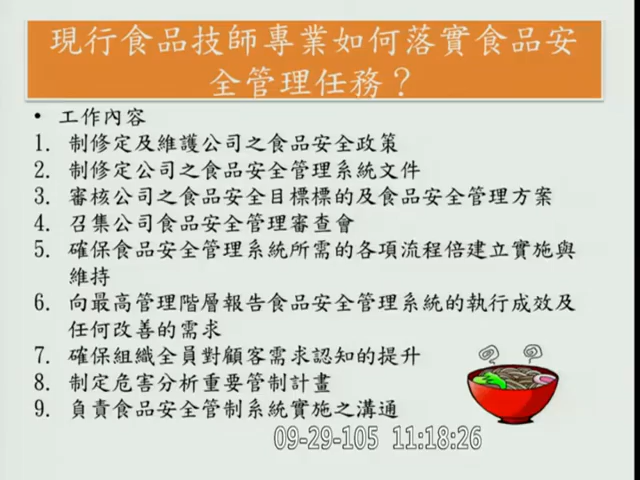 現行食品技師專業如何落實食品安
全管理任務？
• 工作內容
1. 制修定及維護公司之食品安全政策
2. 制修定公司之食品安全管理系統文件
3. 審核公司之食品安全目標標的及食品安全管理方案
4. 召集公司食品安全管理審查會
5. 確保食品安全管理系統所需的各項流程倍建立實施與
維持
6. 向最高管理階層報告食品安全管理系統的執行成效及
任何改善的需求
7. 確保組織全員對顧客需求認知的提升
8. 制定危害分析重要管制計畫
9. 負責食品安全管制系統實施之溝通
09-29-105 11:18:26